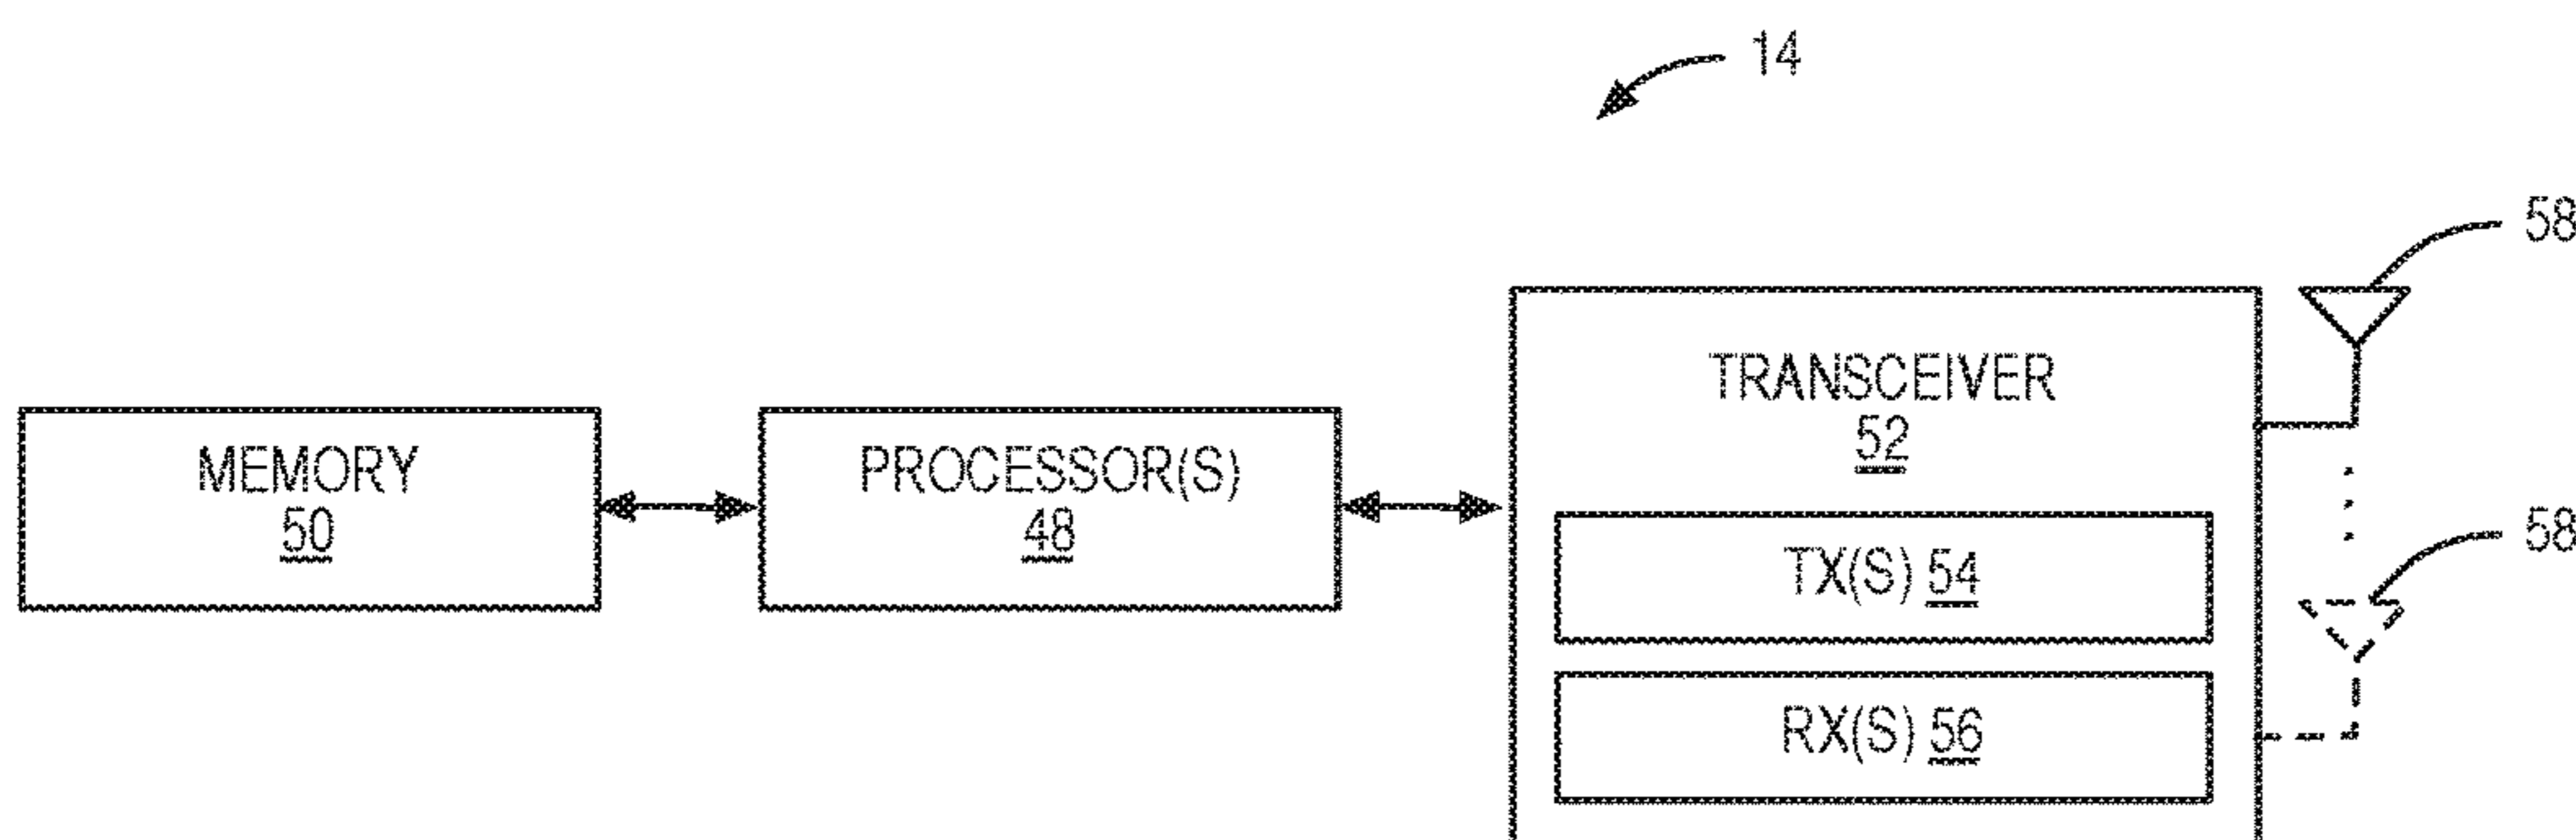 14
58
TRANSCEIVER
52
MEMORY
50
PROCESSOR(S)
48
58
TX(S) 54
RX(S) 56